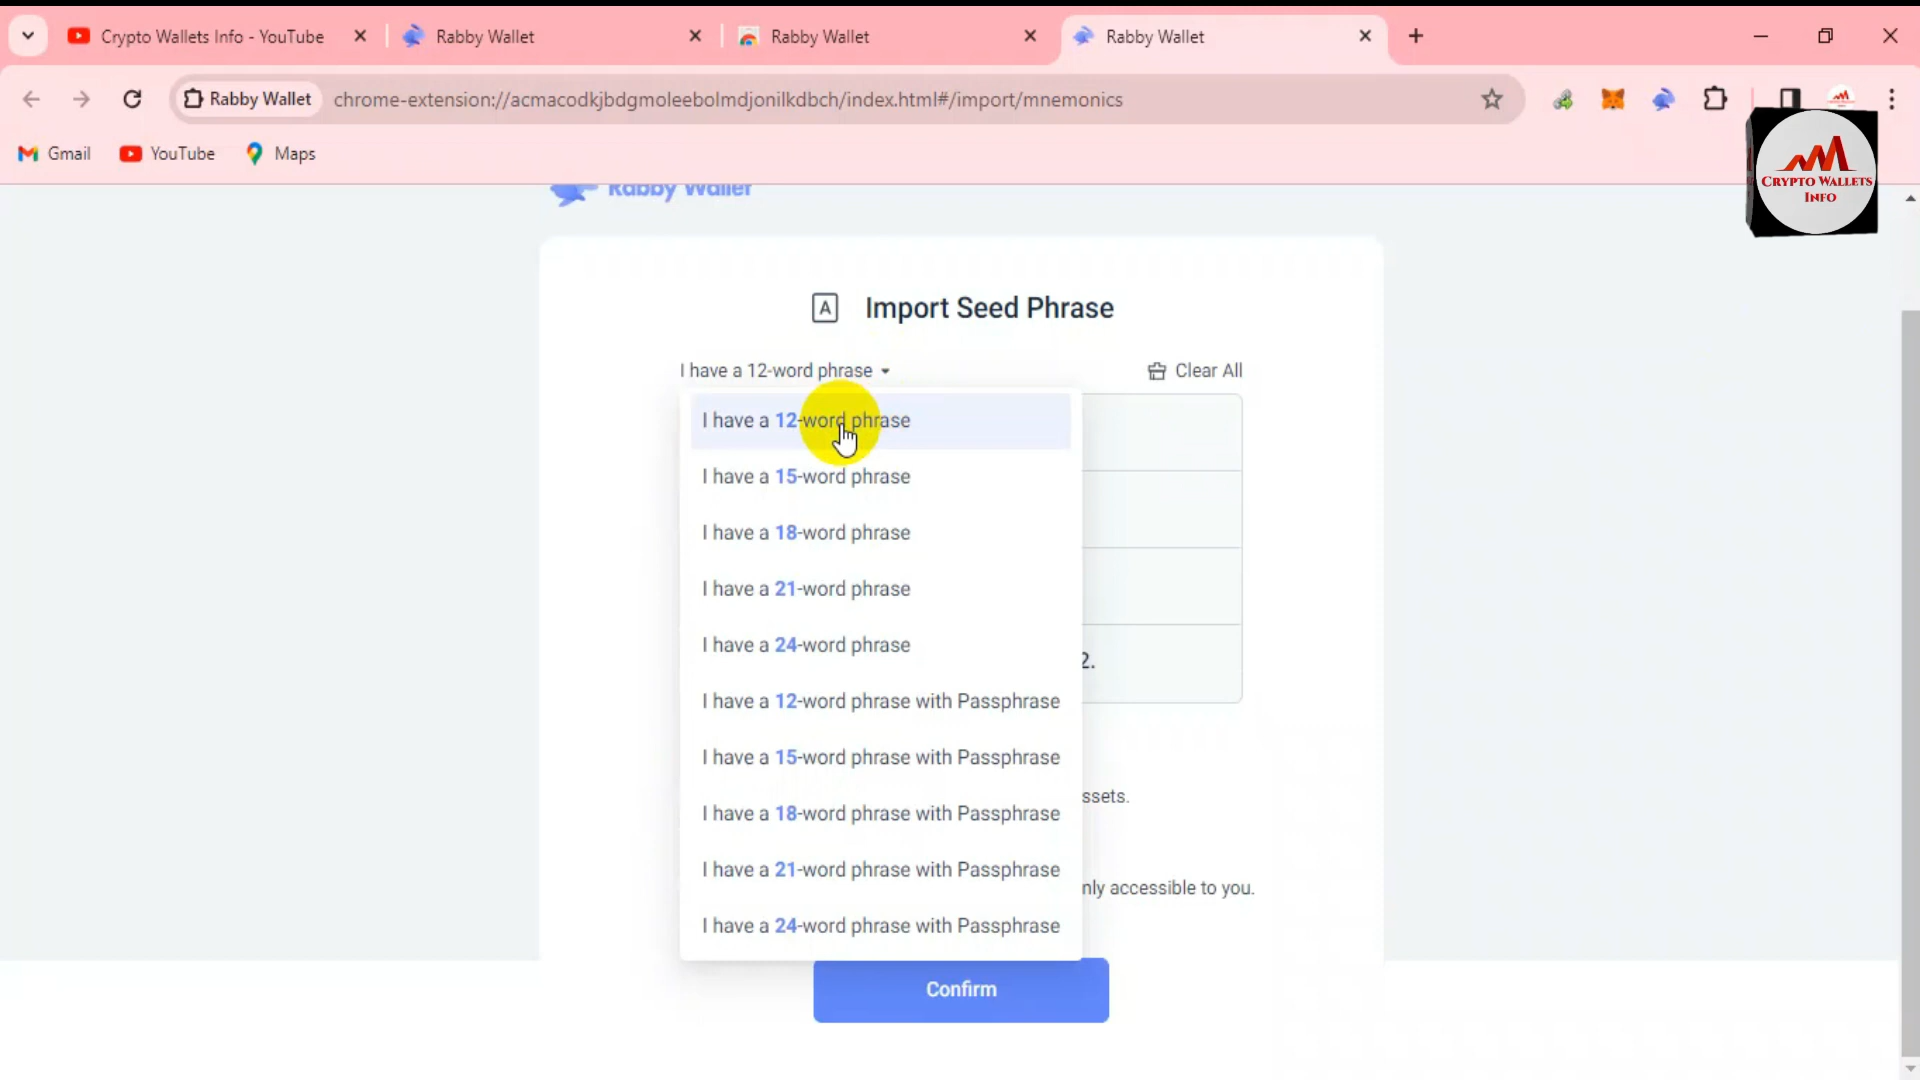 Crypto Wallets Info - YouTube
Rabby Wallet
Rabby Wallet
Rabby Wallet
Rabby Wallet
chrome-extension://acmacodkjbdgmoleebolmdjonilkdbch/index.html#/import/mnemonics
Gmail
YouTube
Maps
CRYPTO WALLETS
INFO
Rabby Wallet
A Import Seed Phrase
I have a 12-word phrase
Clear All
I have a 12-word phrase
I have a 15-word phrase
I have a 18-word phrase
I have a 21-word phrase
I have a 24-word phrase
2.
I have a 12-word phrase with Passphrase
I have a 15-word phrase with Passphrase
ssets.
I have a 18-word phrase with Passphrase
I have a 21-word phrase with Passphrase
nly accessible to you.
I have a 24-word phrase with Passphrase
Confirm